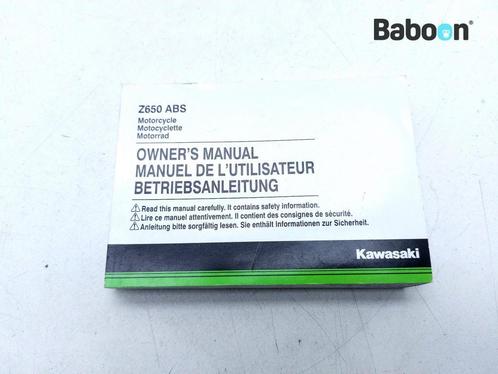 Baboon
Z650 ABS
Motorcycle
Motocyclette
Motorrad
OWNER'S MANUAL
MANUEL DE L'UTILISATEUR
BETRIEBSANLEITUNG
Read this manual carefully. It contains safety information.
Lire ce manuel attentivement. Il contient des consignes de sécurité.
Anleitung bitte sorgfältig lesen. Sie enthält Informationen zur Sicherheit.
Kawasaki